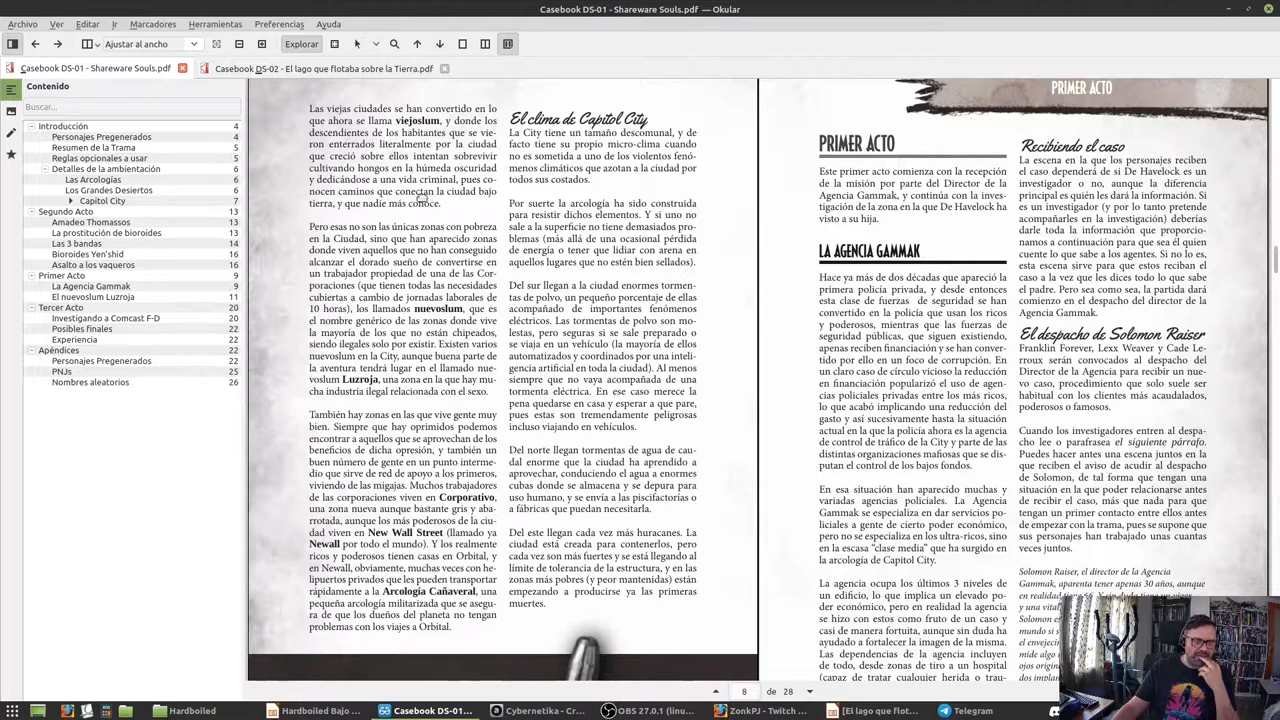 Casebook DS-01 - Shareware Souls.pdf — Okular
Archivo Ver Editar Ir Marcadores Herramientas Preferencias Ayuda
Ajustar al ancho
Explorar
Casebook DS-01 - Shareware Souls.pdf
Casebook DS-02 - El lago que flotaba sobre la Tierra.pdf
Contenido
Buscar...
Introducción 4
Personajes Pregenerados 4
Resumen de la Trama 5
Reglas opcionales a usar 5
Detalles de la ambientación 6
Las Arcologías 6
Los Grandes Desiertos 6
Capitol City 7
Segundo Acto 13
Amadeo Thomassos 13
La prostitución de bioroides 13
Las 3 bandas 14
Bioroides Yen'shid 16
Asalto a los vaqueros 16
Primer Acto 9
La Agencia Gammak 9
El nuevoslum Luzroja 11
Tercer Acto 20
Investigando a Comcast F-D 20
Posibles finales 22
Experiencia 22
Apéndices 22
Personajes Pregenerados 22
PNJs 25
Nombres aleatorios 26
Las viejas ciudades se han convertido en lo
que ahora se llama viejoslum, y donde los
descendientes de los habitantes que se vie-
ron enterrados literalmente por la ciudad
que creció sobre ellos intentan sobrevivir
cultivando hongos en la húmeda oscuridad
y dedicándose a una vida criminal, pues co-
nocen caminos que conectan la ciudad bajo
tierra, y que nadie más conoce.
Pero esas no son las únicas zonas con pobreza
en la Ciudad, sino que han aparecido zonas
donde viven aquellos que no han conseguido
alcanzar el dorado sueño de convertirse en
un trabajador propiedad de una de las Cor-
poraciones (que tienen todas las necesidades
cubiertas a cambio de jornadas laborales de
10 horas), los llamados nuevoslum, que es
el nombre genérico de las zonas donde vive
la mayoría de los que no están chipeados,
siendo ilegales solo por existir. Existen varios
nuevoslum en la City, aunque buena parte de
la aventura tendrá lugar en el llamado nue-
voslum Luzroja, una zona en la que hay mu-
cha industria ilegal relacionada con el sexo.
También hay zonas en las que vive gente muy
bien. Siempre que hay oprimidos podemos
encontrar a aquellos que se aprovechan de los
beneficios de dicha opresión, y también un
buen número de gente en un punto interme-
dio que sirve de red de apoyo a los primeros,
viviendo de las migajas. Muchos trabajadores
de las corporaciones viven en Corporativo,
una zona nueva aunque bastante gris y aba-
rrotada, aunque los más poderosos de la ciu-
dad viven en New Wall Street (llamado ya
Newall por todo el mundo). Y los realmente
ricos y poderosos tienen casas en Orbital, y
en Newall, obviamente, muchas veces con he-
lipuertos privados que les pueden transportar
rápidamente a la Arcología Cañaveral, una
pequeña arcología militarizada que se asegu-
ra de que los dueños del planeta no tengan
problemas con los viajes a Orbital.
El clima de Capitol City
La City tiene un tamaño descomunal, y de
facto tiene su propio micro-clima cuando
no es sometida a uno de los violentos fenó-
menos climáticos que azotan a la ciudad por
todos sus costados.
Por suerte la arcología ha sido construida
para resistir dichos elementos. Y si uno no
sale a la superficie no tiene demasiados pro-
blemas (más allá de una ocasional pérdida
de energía o tener que lidiar con arena en
aquellos lugares que no estén bien sellados).
Del sur llegan a la ciudad enormes tormen-
tas de polvo, un pequeño porcentaje de ellas
acompañado de importantes fenómenos
eléctricos. Las tormentas de polvo son mo-
lestas, pero seguras si se sale preparado o
se viaja en un vehículo (la mayoría de ellos
automatizados y coordinados por una inteli-
gencia artificial en toda la ciudad). Al menos
siempre que no vaya acompañada de una
tormenta eléctrica. En ese caso merece la
pena quedarse en casa y esperar a que pare,
pues estas son tremendamente peligrosas
incluso viajando en vehículos.
Del norte llegan tormentas de agua de cau-
dal enorme que la ciudad ha aprendido a
aprovechar, conduciendo el agua a enormes
cubas donde se almacena y se depura para
uso humano, y se envía a las piscifactorías o
a fábricas que puedan necesitarla.
Del este llegan cada vez más huracanes. La
ciudad está creada para contenerlos, pero
cada vez son más fuertes y se está llegando al
límite de tolerancia de la estructura, y en las
zonas más pobres (y peor mantenidas) están
empezando a producirse ya las primeras
muertes.
PRIMER ACTO
PRIMER ACTO
Este primer acto comienza con la recepción
de la misión por parte del Director de la
Agencia Gammak, y continúa con la inves-
tigación de la zona en la que De Havelock ha
visto a su hija.
LA AGENCIA GAMMAK
Hace ya más de dos décadas que apareció la
primera policía privada, y desde entonces
esta clase de fuerzas de seguridad se han
convertido en la policía que usan los ricos
y poderosos, mientras que las fuerzas de
seguridad públicas, que siguen existiendo,
apenas reciben financiación y se han conver-
tido por ello en un foco de corrupción. En
un claro caso de círculo vicioso la reducción
en financiación popularizó el uso de agen-
cias policiales privadas entre los más ricos,
lo que acabó implicando una reducción del
gasto y así sucesivamente hasta la situación
actual en la que la policía ahora es la agencia
de control de tráfico de la City y parte de las
distintas organizaciones mafiosas que se dis-
putan el control de los bajos fondos.
En esa situación han aparecido muchas y
variadas agencias policiales. La Agencia
Gammak se especializa en dar servicios po-
liciales a gente de cierto poder económico,
pero no se especializa en los ultra-ricos, sino
en la escasa “clase media” que ha surgido en
la arcología de Capitol City.
La agencia ocupa los últimos 3 niveles de
un edificio, lo que implica un elevado po-
der económico, pero en realidad la agencia
se hizo con estos como fruto de un caso y
casi de manera fortuita, aunque sin duda ha
ayudado a fortalecer la imagen de la misma.
Las dependencias de la agencia incluyen
de todo, desde zonas de tiro a un hospital
(capaz de tratar cualquier herida o trau-
Recibiendo el caso
La escena en la que los personajes reciben
el caso dependerá de si De Havelock es un
investigador o no, aunque la diferencia
principal es quién les dará la información. Si
es un investigador (y por lo tanto pretende
acompañarles en la investigación) deberías
darle toda la información que proporcio-
namos a continuación para que sea él quien
cuente lo que sabe a los agentes. Si no lo es,
esta escena sirve para que estos reciban el
caso a la vez que les dices todo lo que sabe
el padre. Pero sea como sea, la partida dará
comienzo en el despacho del director de la
Agencia Gammak.
El despacho de Solomon Raiser
Franklin Forever, Lexx Weaver y Cade Le-
rroux serán convocados al despacho del
Director de la Agencia para recibir un nue-
vo caso, procedimiento que solo suele ser
habitual con los clientes más acaudalados,
poderosos o famosos.
Cuando los investigadores entren al despa-
cho lee o parafrasea el siguiente párrafo.
Puedes hacer antes una escena juntos en la
que reciben el aviso de acudir al despacho
de Solomon, de tal forma que tengan una
situación en la que poder relacionarse antes
de recibir el caso, más que nada para que
tengan un primer contacto entre ellos antes
de empezar con la trama, pues se supone que
sus personajes han trabajado unas cuantas
veces juntos.
Solomon Raiser, el director de la Agencia
Gammak, aparenta tener apenas 30 años, aunque
en realidad tiene
y una vital
Solomon es
mundo si s
el envejeci
mide algo
ojos origin
dos implan
8 de 28
Hardboiled
Hardboiled Bajo ...
Casebook DS-01...
Cybernetika - Cr...
OBS 27.0.1 (linu...
ZonkPJ - Twitch ...
[El lago que flot...
Telegram